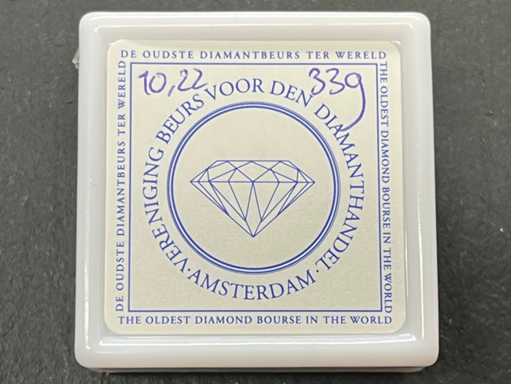 DE OUDSTE DIAMANTBEURS TER WERELD
THE OLDEST DIAMOND BOURSE IN THE WORLD
DE OUDSTE DIAMANTBEURS TER WERELD
10,22 339
VERENIGING BEURS VOOR DEN DIAMANTHANDEL
· AMSTERDAM ·
THE OLDEST DIAMOND BOURSE IN THE WORLD